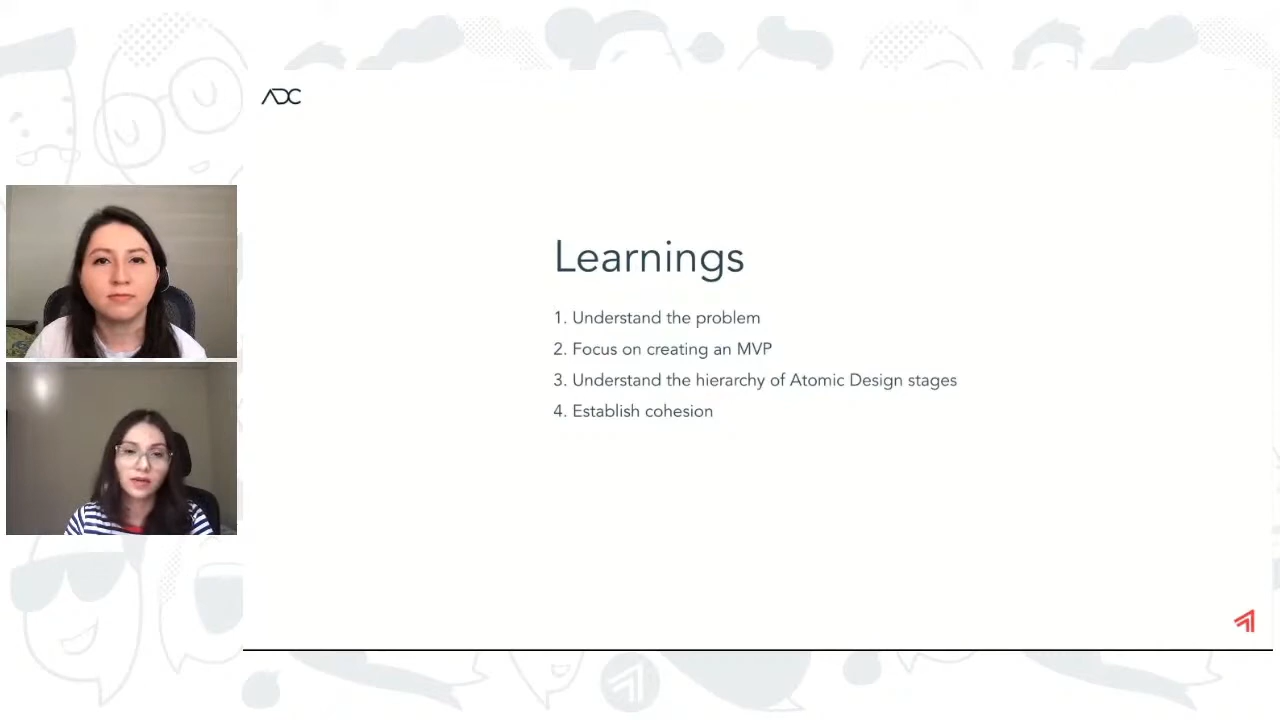 ADC
Learnings
1. Understand the problem
2. Focus on creating an MVP
3. Understand the hierarchy of Atomic Design stages
4. Establish cohesion